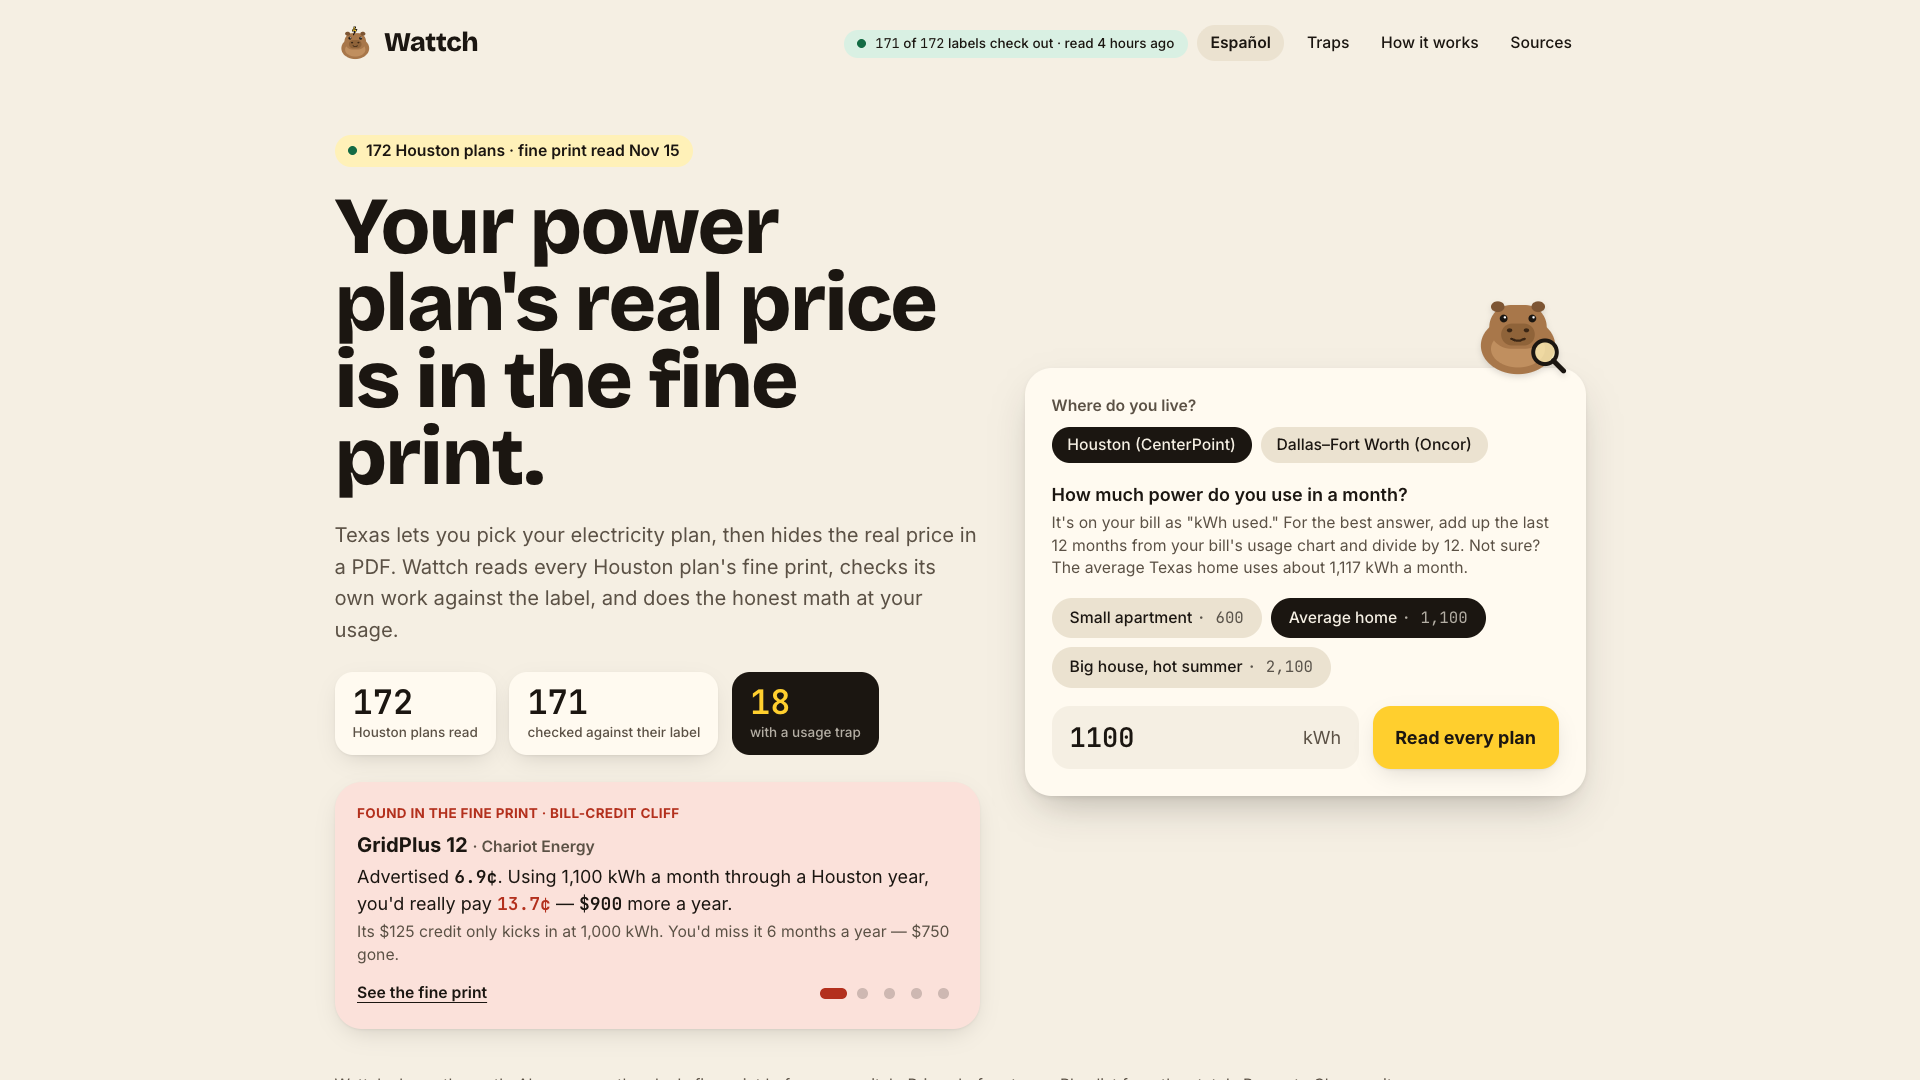 Wattch
171 of 172 labels check out · read 4 hours ago
Español
Traps
How it works
Sources
172 Houston plans · fine print read Nov 15
Your power
plan's real price
is in the fine
print.
Texas lets you pick your electricity plan, then hides the real price in
a PDF. Wattch reads every Houston plan's fine print, checks its
own work against the label, and does the honest math at your
usage.
172
Houston plans read
171
checked against their label
18
with a usage trap
FOUND IN THE FINE PRINT · BILL-CREDIT CLIFF
GridPlus 12 · Chariot Energy
Advertised 6.9¢. Using 1,100 kWh a month through a Houston year,
you'd really pay 13.7¢ — $900 more a year.
Its $125 credit only kicks in at 1,000 kWh. You'd miss it 6 months a year — $750
gone.
See the fine print
Where do you live?
Houston (CenterPoint)
Dallas–Fort Worth (Oncor)
How much power do you use in a month?
It's on your bill as "kWh used." For the best answer, add up the last
12 months from your bill's usage chart and divide by 12. Not sure?
The average Texas home uses about 1,117 kWh a month.
Small apartment · 600
Average home · 1,100
Big house, hot summer · 2,100
1100 kWh
Read every plan